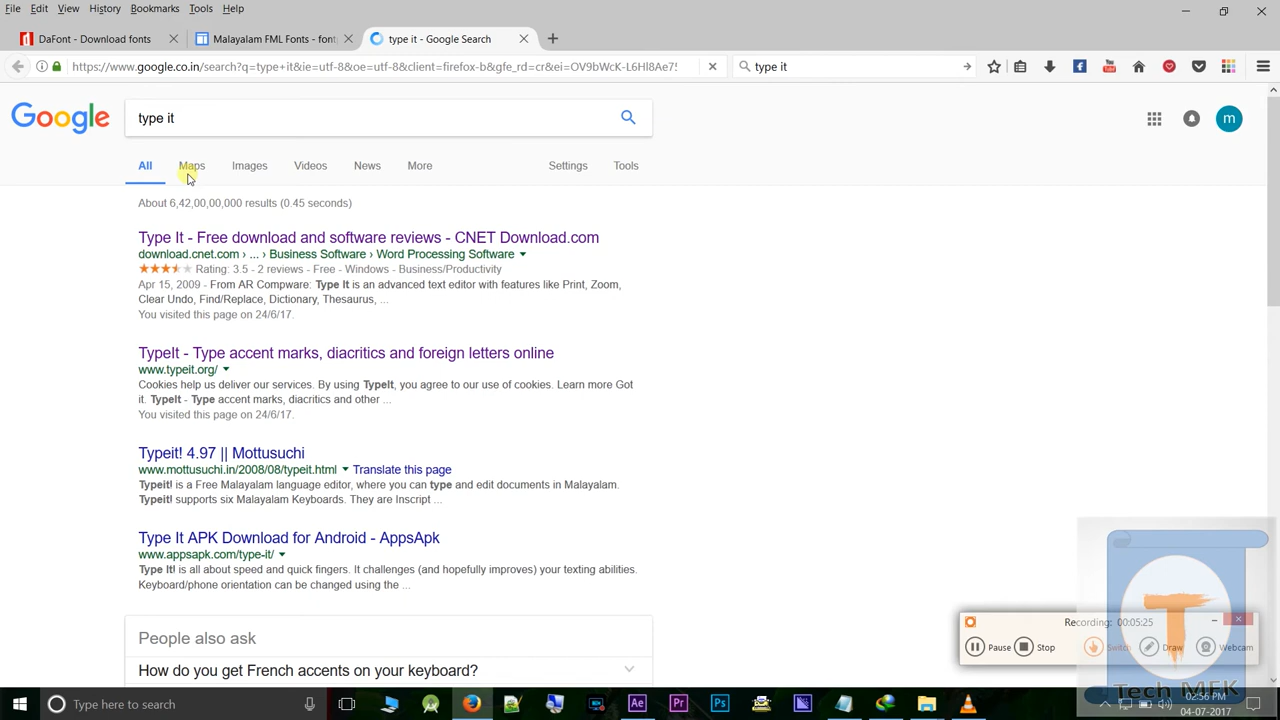 File Edit View History Bookmarks Tools Help
DaFont - Download fonts
Malayalam FML Fonts - font
type it - Google Search
https://www.google.co.in/search?q=type+it&ie=utf-8&oe=utf-8&client=firefox-b&gfe_rd=cr&ei=OV9bWcK-L6Hl8Ae75
type it
Google
type it
m
All Maps Images Videos News More Settings Tools
About 6,42,00,00,000 results (0.45 seconds)
Type It - Free download and software reviews - CNET Download.com
download.cnet.com › ... › Business Software › Word Processing Software
Rating: 3.5 - 2 reviews - Free - Windows - Business/Productivity
Apr 15, 2009 - From AR Compware: Type It is an advanced text editor with features like Print, Zoom,
Clear Undo, Find/Replace, Dictionary, Thesaurus, ...
You visited this page on 24/6/17.
TypeIt - Type accent marks, diacritics and foreign letters online
www.typeit.org/
Cookies help us deliver our services. By using TypeIt, you agree to our use of cookies. Learn more Got
it. TypeIt - Type accent marks, diacritics and other ...
You visited this page on 24/6/17.
Typeit! 4.97 || Mottusuchi
www.mottusuchi.in/2008/08/typeit.html Translate this page
Typeit! is a Free Malayalam language editor, where you can type and edit documents in Malayalam.
Typeit! supports six Malayalam Keyboards. They are Inscript ...
Type It APK Download for Android - AppsApk
www.appsapk.com/type-it/
Type It! is all about speed and quick fingers. It challenges (and hopefully improves) your texting abilities.
Keyboard/phone orientation can be changed using the ...
People also ask
How do you get French accents on your keyboard?
Recording: 00:05:25
Pause Stop Switch Draw Webcam
T
Tech MFK
Type here to search
Ae Pr Ps
02:56 PM
04-07-2017